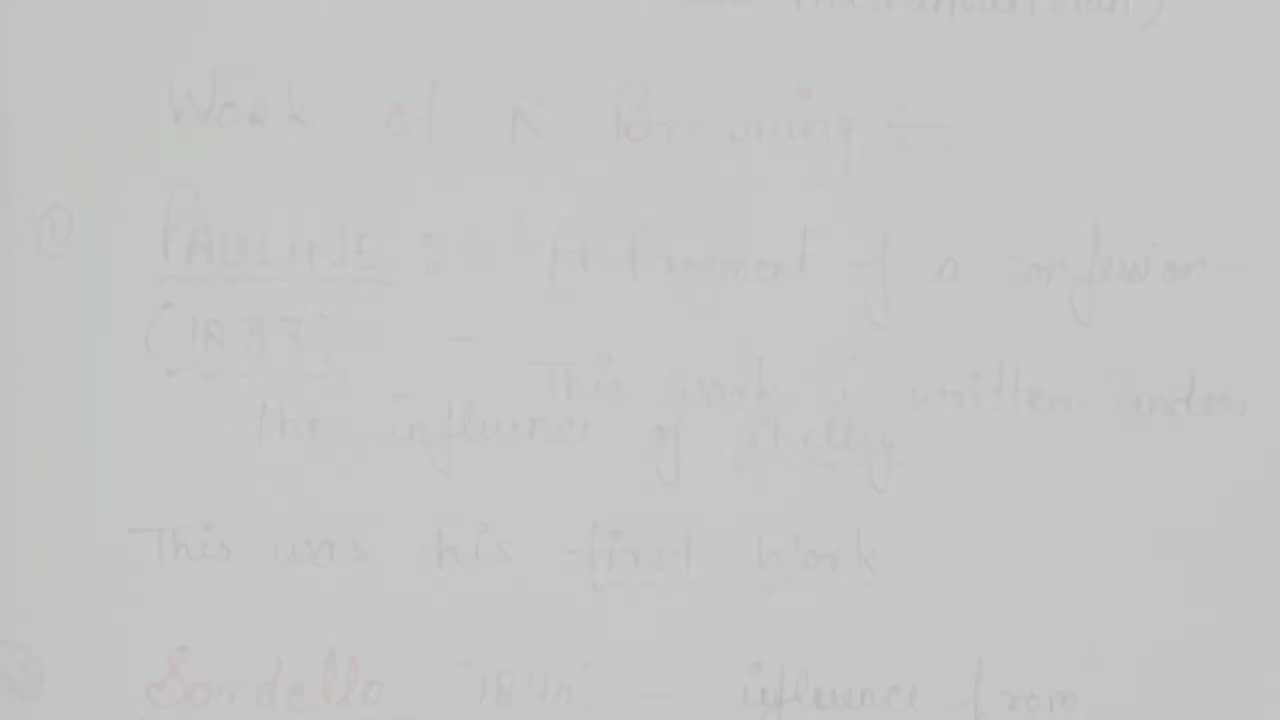 Work of R Browning
① PAULINE :- "A Fragment of a confession-
(1833) -
This work is written under
the influence of Shelley
This was his first Work
② Sordello (1840) - influence from